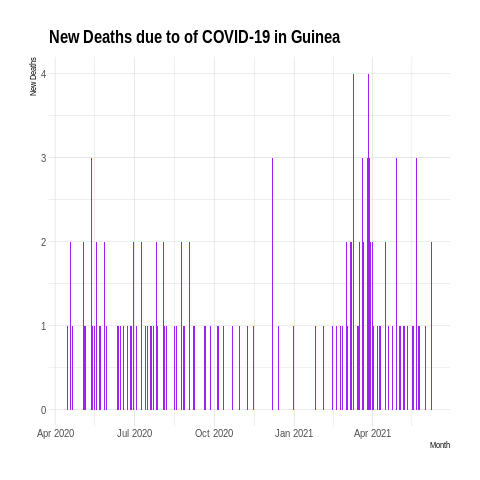 New Deaths due to of COVID-19 in Guinea
New Deaths
4
3
2
1
0
Apr 2020 Jul 2020 Oct 2020 Jan 2021 Apr 2021
Month